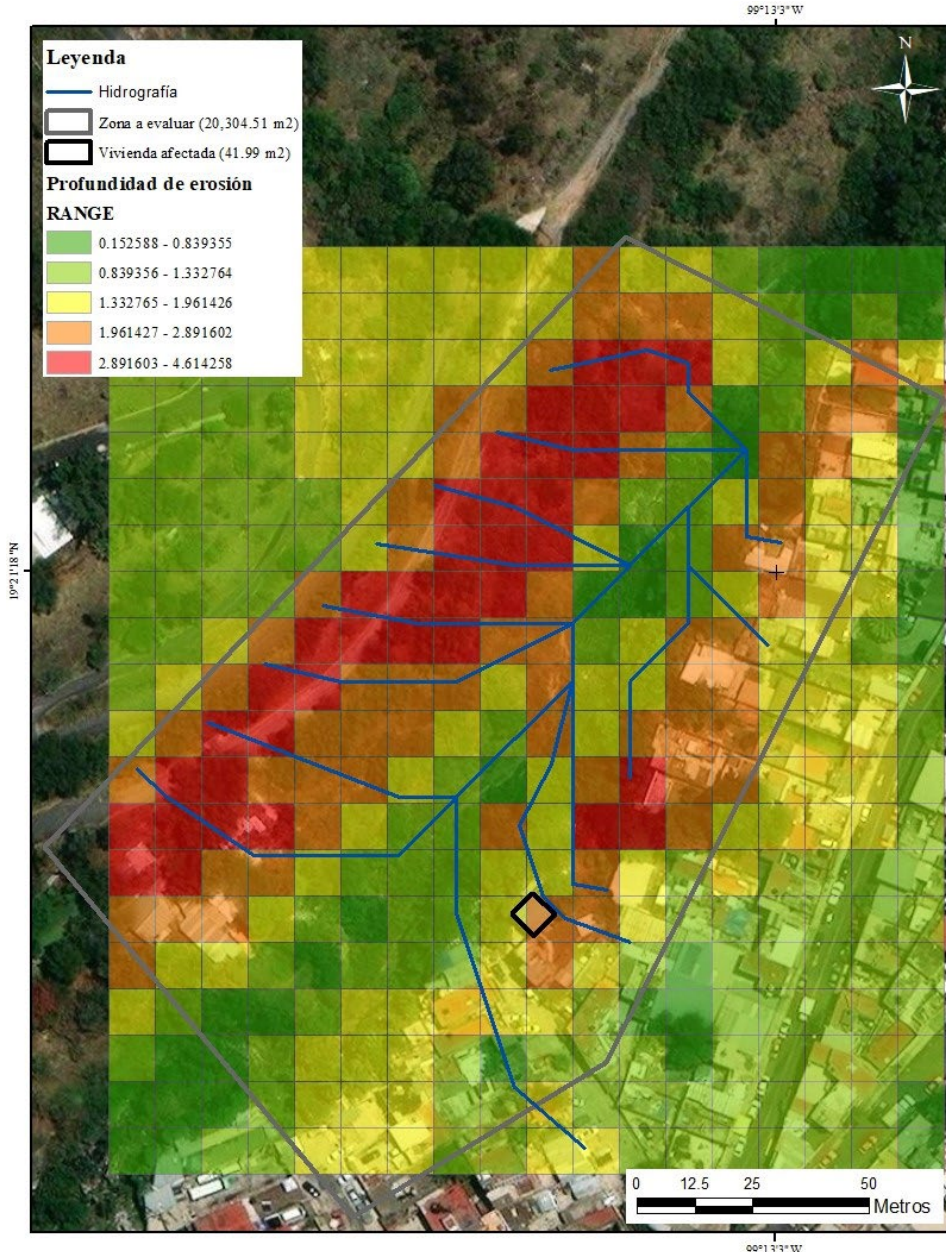 99°13'3"W
Leyenda
Hidrografía
Zona a evaluar (20,304.51 m2)
Vivienda afectada (41.99 m2)
Profundidad de erosión
RANGE
0.152588 - 0.839355
0.839356 - 1.332764
1.332765 - 1.961426
1.961427 - 2.891602
2.891603 - 4.614258
N
19°21'18"N
0 12.5 25 50
Metros
99°13'3"W